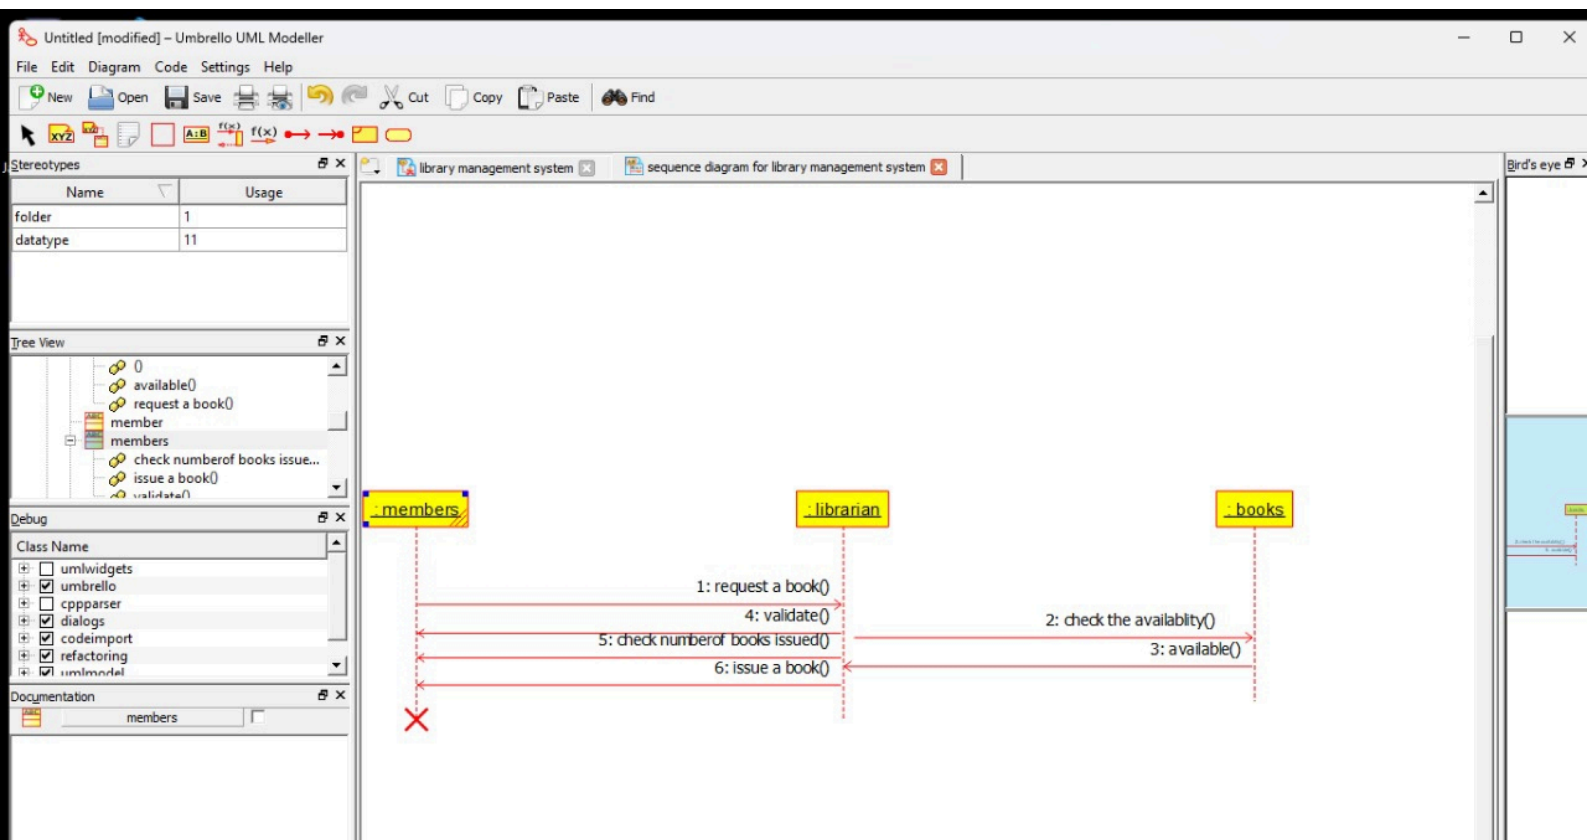 Untitled [modified] – Umbrello UML Modeller
File Edit Diagram Code Settings Help
New Open Save Cut Copy Paste Find
XYZ A:B f(x) f(x)
Stereotypes
library management system
sequence diagram for library management system
Bird's eye
Name Usage
folder 1
datatype 11
Tree View
()
available()
request a book()
member
members
check numberof books issue...
issue a book()
validate()
Debug
Class Name
umlwidgets
umbrello
cppparser
dialogs
codeimport
refactoring
umlmodel
Documentation
members
: members
: librarian
: books
1: request a book()
4: validate()
2: check the availablity()
5: check numberof books issued()
3: available()
6: issue a book()